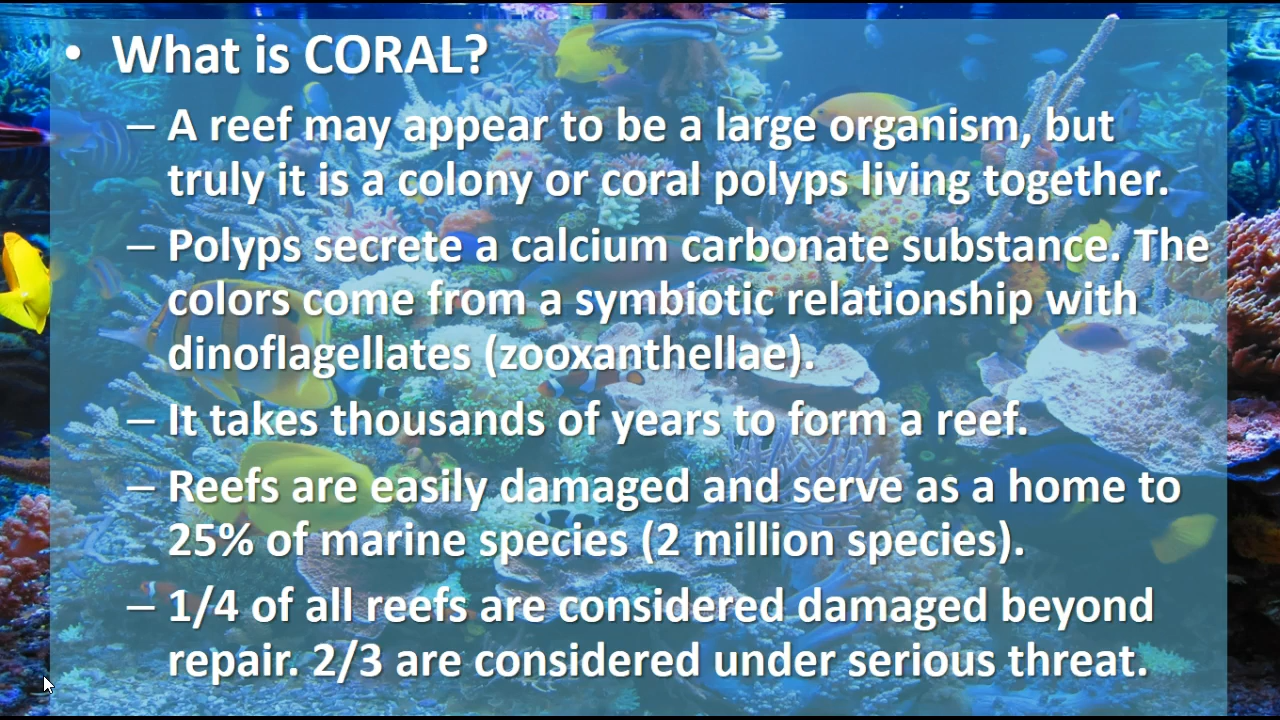 • What is CORAL?
– A reef may appear to be a large organism, but
truly it is a colony or coral polyps living together.
– Polyps secrete a calcium carbonate substance. The
colors come from a symbiotic relationship with
dinoflagellates (zooxanthellae).
– It takes thousands of years to form a reef.
– Reefs are easily damaged and serve as a home to
25% of marine species (2 million species).
– 1/4 of all reefs are considered damaged beyond
repair. 2/3 are considered under serious threat.